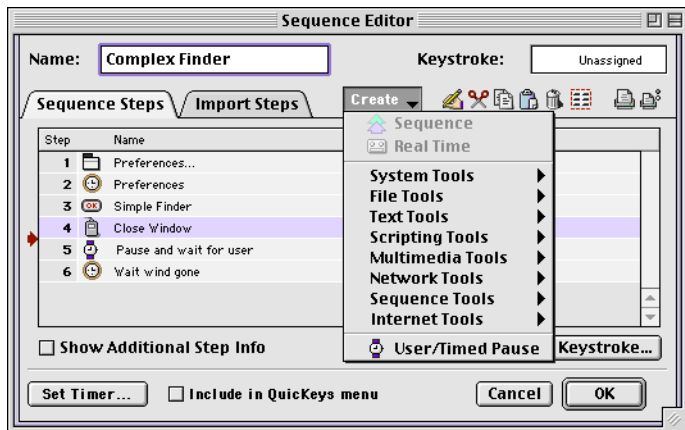 Sequence Editor
Name: Complex Finder Keystroke: Unassigned
Sequence Steps Import Steps Create
Step Name
1 Preferences...
2 Preferences
3 OK Simple Finder
4 Close Window
5 Pause and wait for user
6 Wait wind gone
Sequence
Real Time
System Tools
File Tools
Text Tools
Scripting Tools
Multimedia Tools
Network Tools
Sequence Tools
Internet Tools
User/Timed Pause
Show Additional Step Info Keystroke...
Set Timer... Include in QuicKeys menu Cancel OK